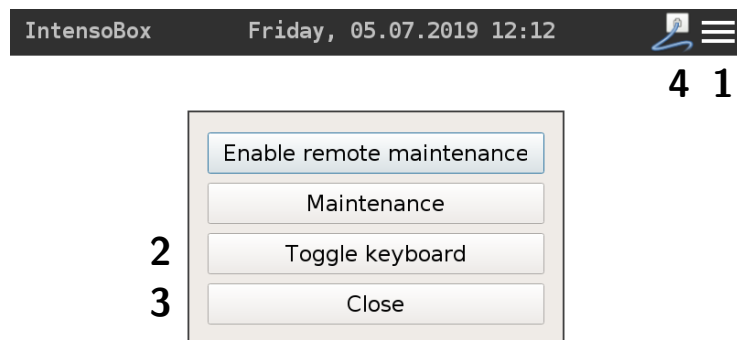 IntensoBox Friday, 05.07.2019 12:12
4 1
Enable remote maintenance
Maintenance
2 Toggle keyboard
3 Close